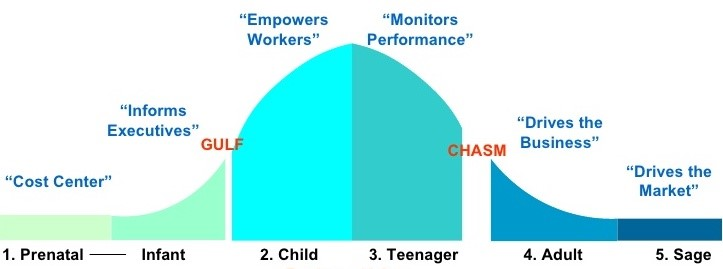 “Empowers
Workers”
“Monitors
Performance”
“Informs
Executives”
GULF
CHASM
“Drives the
Business”
“Cost Center”
“Drives the
Market”
1. Prenatal
Infant
2. Child
3. Teenager
4. Adult
5. Sage